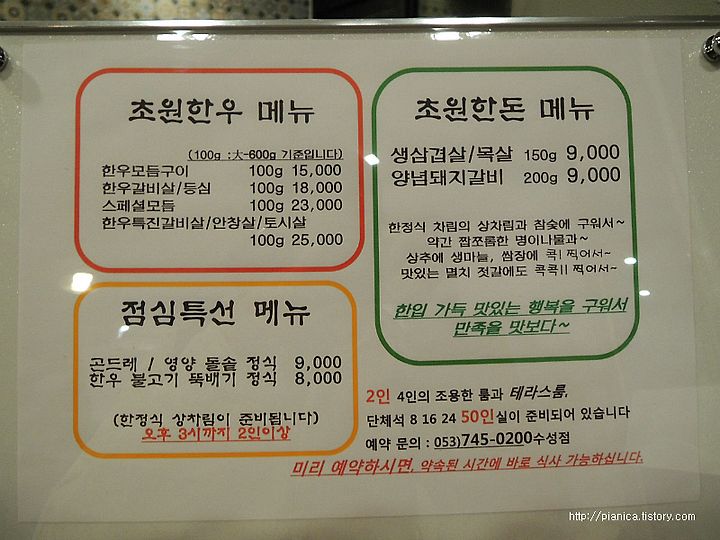 초원한우 메뉴
(100g :大-600g 기준입니다)
한우모듬구이 100g 15,000
한우갈비살/등심 100g 18,000
스페셜모듬 100g 23,000
한우특진갈비살/안창살/토시살
100g 25,000
점심특선 메뉴
곤드레 / 영양 돌솥 정식 9,000
한우 불고기 뚝배기 정식 8,000
(한정식 상차림이 준비됩니다)
오후 3시까지 2인이상
초원한돈 메뉴
생삼겹살/목살 150g 9,000
양념돼지갈비 200g 9,000
한정식 차림의 상차림과 참숯에 구워서~
약간 짭쪼롬한 명이나물과~
상추에 생마늘, 쌈장에 콕! 찍어서~
맛있는 멸치 젓갈에도 콕콕!! 찍어서~
한입 가득 맛있는 행복을 구워서
만족을 맛보다~
2인 4인의 조용한 룸과 테라스룸,
단체석 8 16 24 50인실이 준비되어 있습니다
예약 문의 : 053)745-0200수성점
미리 예약하시면, 약속된 시간에 바로 식사 가능하십니다.
http://pianica.tistory.com